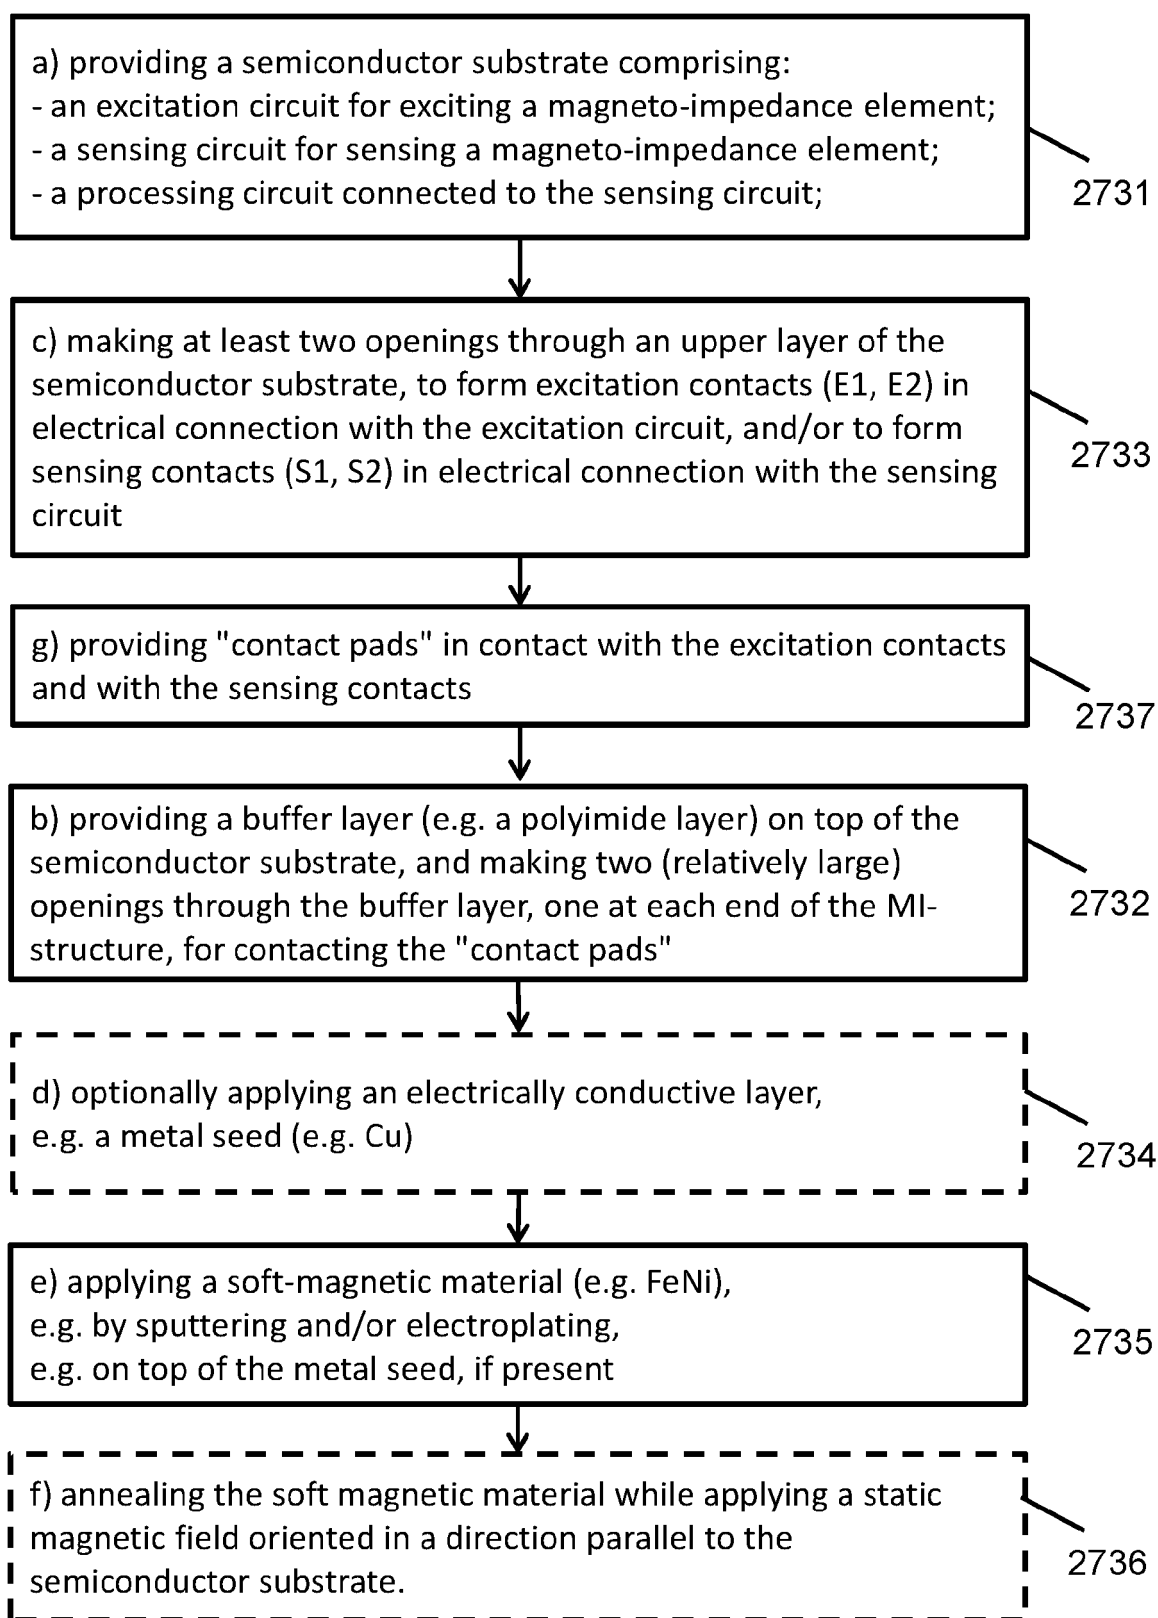 a) providing a semiconductor substrate comprising:
- an excitation circuit for exciting a magneto-impedance element;
- a sensing circuit for sensing a magneto-impedance element;
- a processing circuit connected to the sensing circuit;
2731
c) making at least two openings through an upper layer of the
semiconductor substrate, to form excitation contacts (E1, E2) in
electrical connection with the excitation circuit, and/or to form
sensing contacts (S1, S2) in electrical connection with the sensing
circuit
2733
g) providing "contact pads" in contact with the excitation contacts
and with the sensing contacts
2737
b) providing a buffer layer (e.g. a polyimide layer) on top of the
semiconductor substrate, and making two (relatively large)
openings through the buffer layer, one at each end of the MI-
structure, for contacting the "contact pads"
2732
d) optionally applying an electrically conductive layer,
e.g. a metal seed (e.g. Cu)
2734
e) applying a soft-magnetic material (e.g. FeNi),
e.g. by sputtering and/or electroplating,
e.g. on top of the metal seed, if present
2735
f) annealing the soft magnetic material while applying a static
magnetic field oriented in a direction parallel to the
semiconductor substrate.
2736